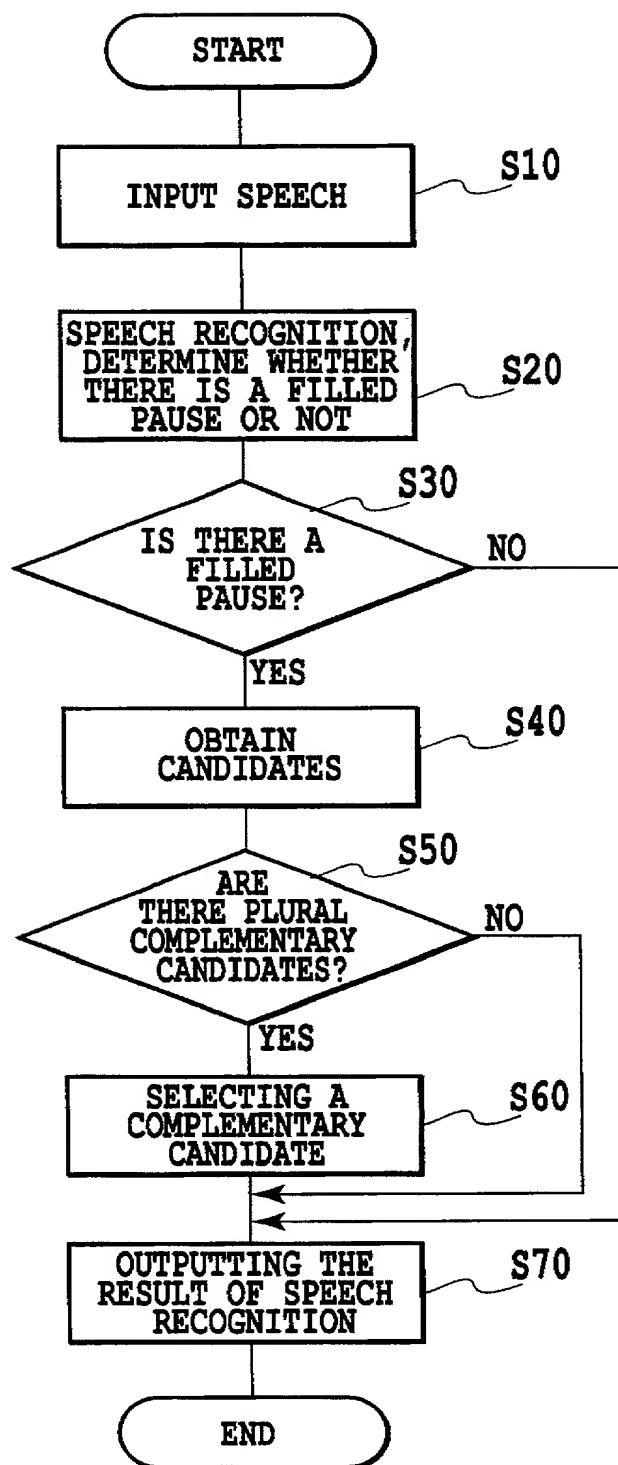 START
INPUT SPEECH
S10
SPEECH RECOGNITION,
DETERMINE WHETHER
THERE IS A FILLED
PAUSE OR NOT
S20
S30
IS THERE A
FILLED
PAUSE?
NO
YES
OBTAIN
CANDIDATES
S40
S50
ARE
THERE PLURAL
COMPLEMENTARY
CANDIDATES?
NO
YES
SELECTING A
COMPLEMENTARY
CANDIDATE
S60
OUTPUTTING THE
RESULT OF SPEECH
RECOGNITION
S70
END